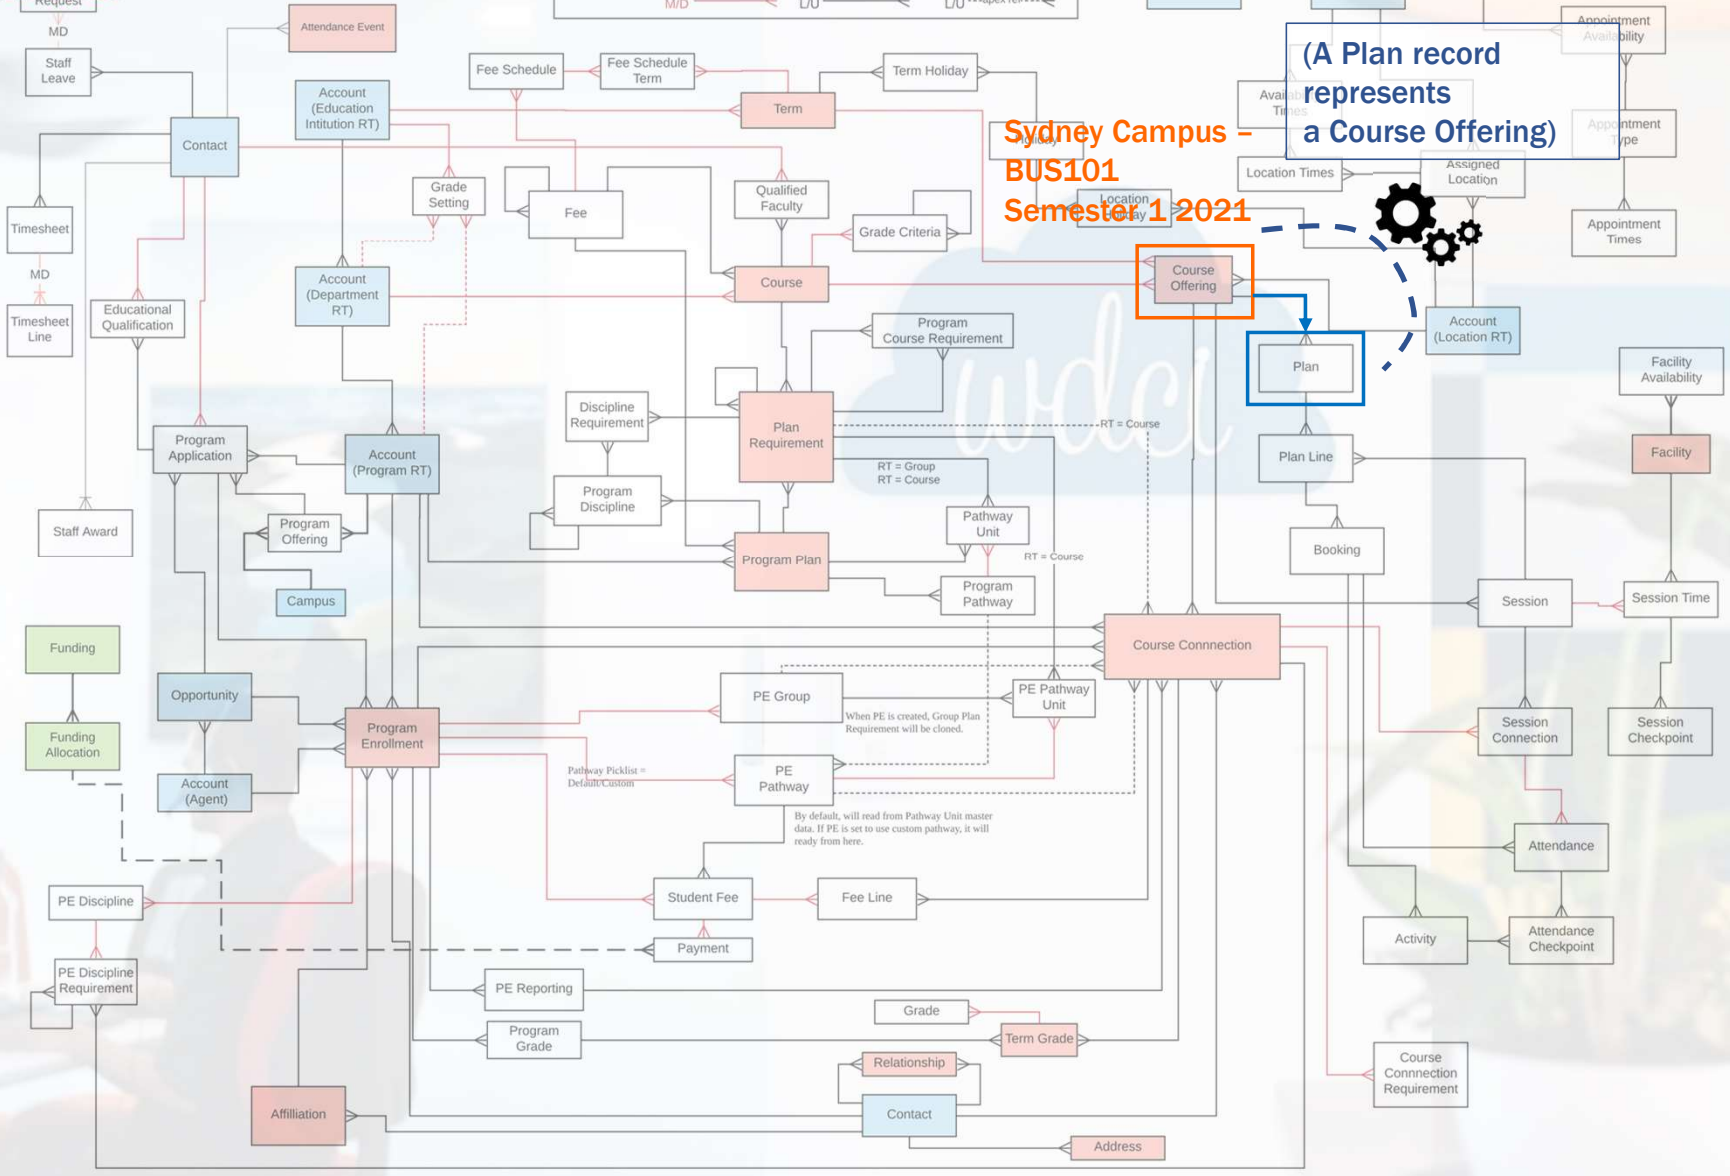 Request
MD
M/D
L/U
L/U
Attendance Event
Staff
Leave
Fee Schedule
Fee Schedule
Term
Term Holiday
Appointment
Availability
(A Plan record
represents
a Course Offering)
Account
(Education
Intitution RT)
Term
Times
Appointment
Type
Contact
Sydney Campus –
BUS101
Semester 1 2021
Holiday
Location
Holiday
Location Times
Assigned
Location
Grade
Setting
Fee
Qualified
Faculty
Grade Criteria
Appointment
Times
Timesheet
MD
Timesheet
Line
Educational
Qualification
Account
(Department
RT)
Course
Course
Offering
Account
(Location RT)
Program
Course Requirement
Plan
Facility
Availability
wdci
Discipline
Requirement
Plan
Requirement
RT = Course
Program
Application
Account
(Program RT)
RT = Group
RT = Course
Plan Line
Facility
Program
Discipline
Staff Award
Program
Offering
Pathway
Unit
Booking
Program Plan
RT = Course
Campus
Program
Pathway
Session
Session Time
Funding
Course Connnection
Opportunity
PE Group
PE Pathway
Unit
When PE is created, Group Plan
Requirement will be cloned.
Funding
Allocation
Program
Enrollment
Session
Connection
Session
Checkpoint
Account
(Agent)
Pathway Picklist =
Default/Custom
PE
Pathway
By default, will read from Pathway Unit master
data. If PE is set to use custom pathway, it will
ready from here.
Attendance
PE Discipline
Student Fee
Fee Line
Payment
Activity
Attendance
Checkpoint
PE Discipline
Requirement
PE Reporting
Grade
Program
Grade
Term Grade
Relationship
Course
Connnection
Requirement
Affilliation
Contact
Address